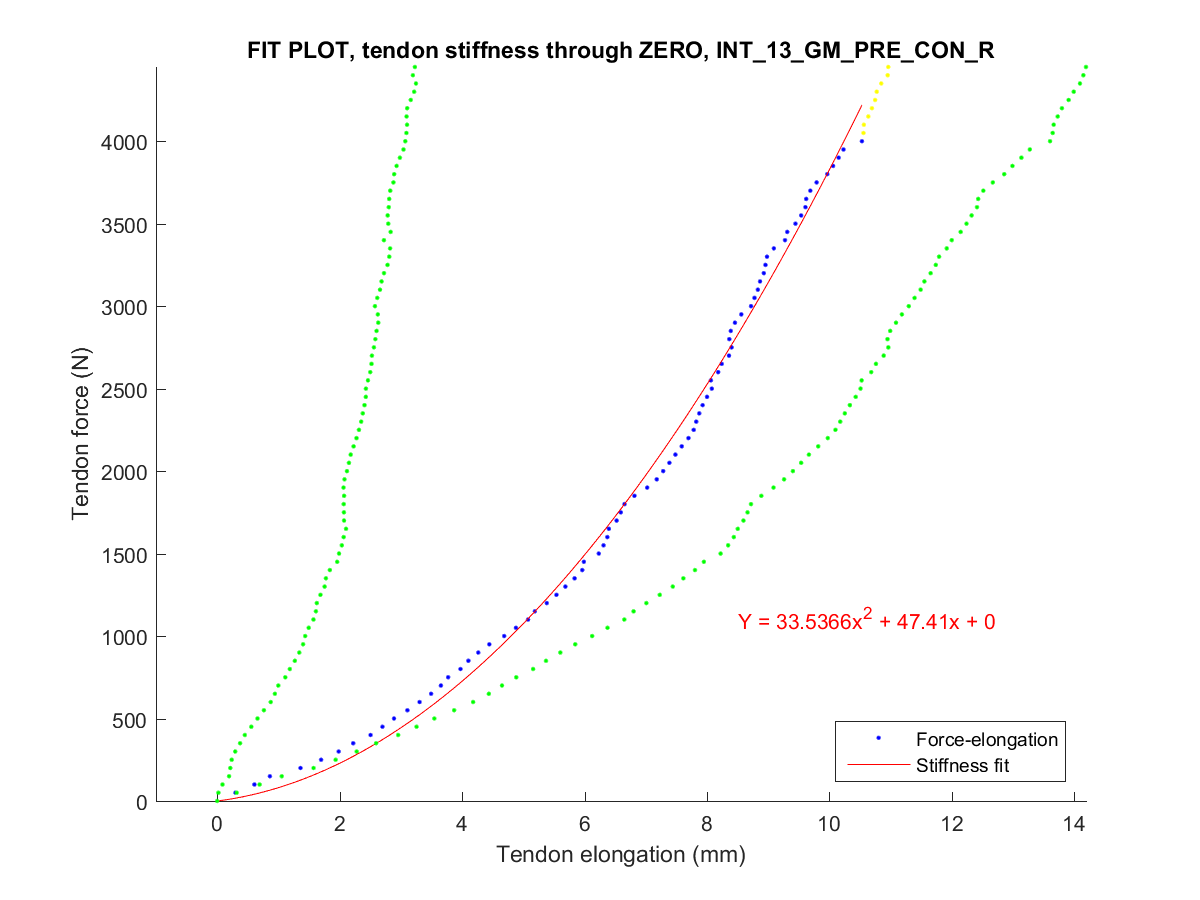 FIT PLOT, tendon stiffness through ZERO, INT_13_GM_PRE_CON_R
4000
3500
3000
2500
2000
1500
1000
500
0
Tendon force (N)
Y = 33.5366x² + 47.41x + 0
Force-elongation
Stiffness fit
0 2 4 6 8 10 12 14
Tendon elongation (mm)